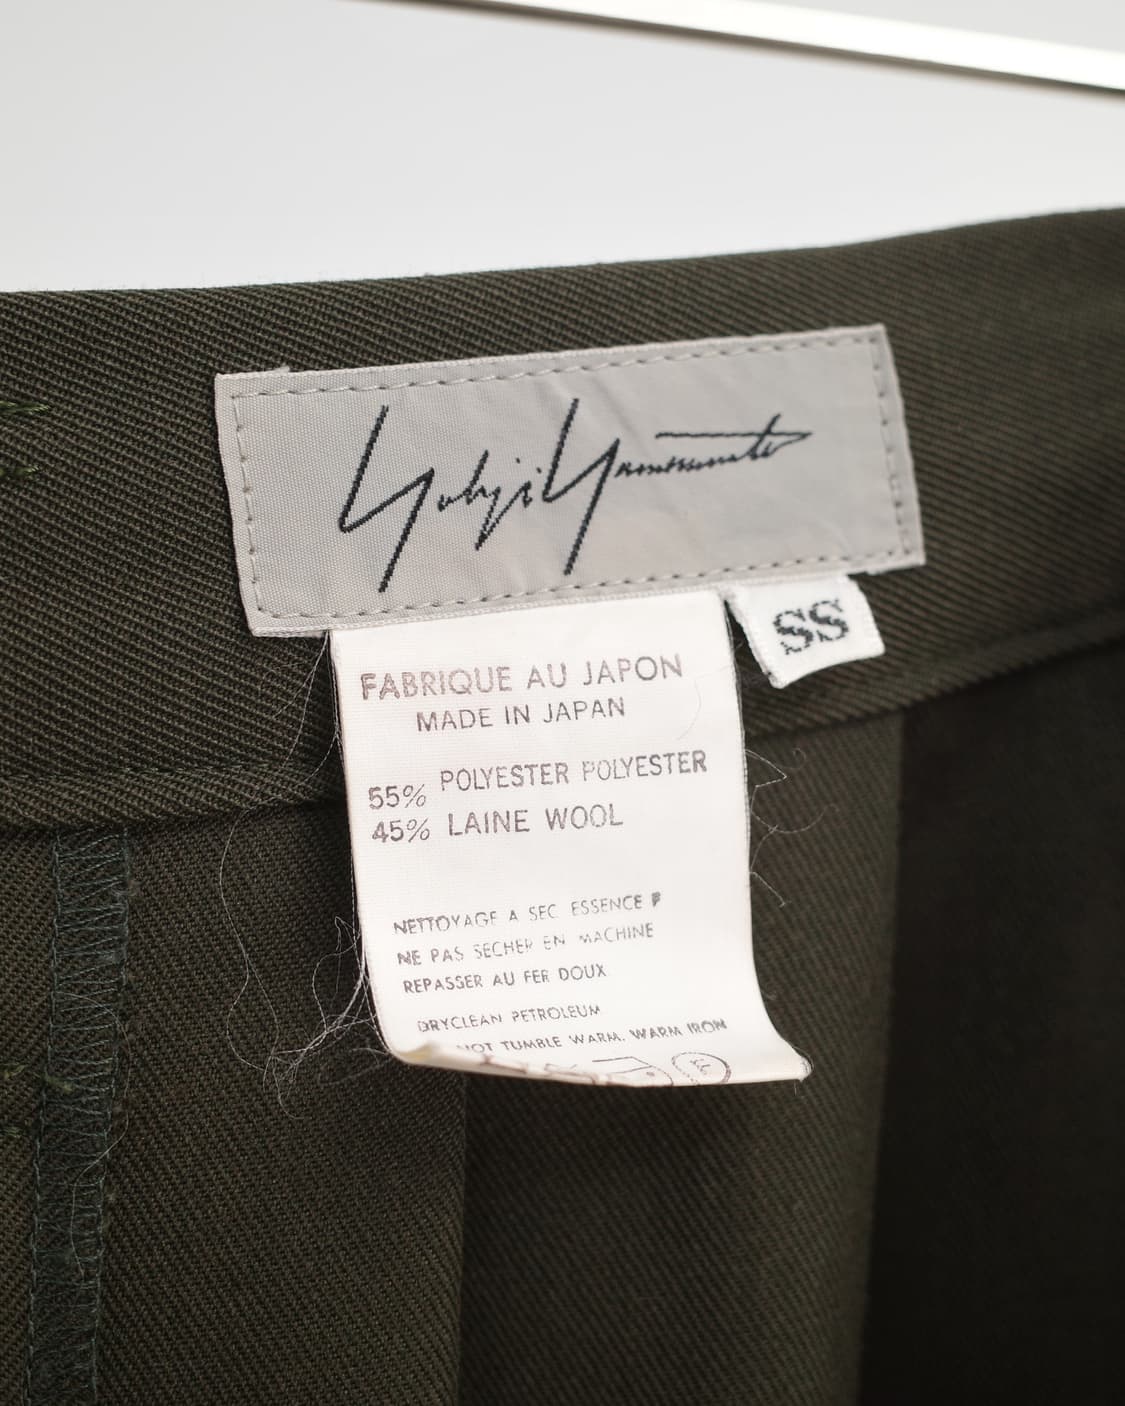 Yohji Yamamoto
SS
FABRIQUE AU JAPON
MADE IN JAPAN
55% POLYESTER POLYESTER
45% LAINE WOOL
NETTOYAGE A SEC ESSENCE F
NE PAS SECHER EN MACHINE
REPASSER AU FER DOUX
DRYCLEAN PETROLEUM
NOT TUMBLE WARM. WARM IRON
F